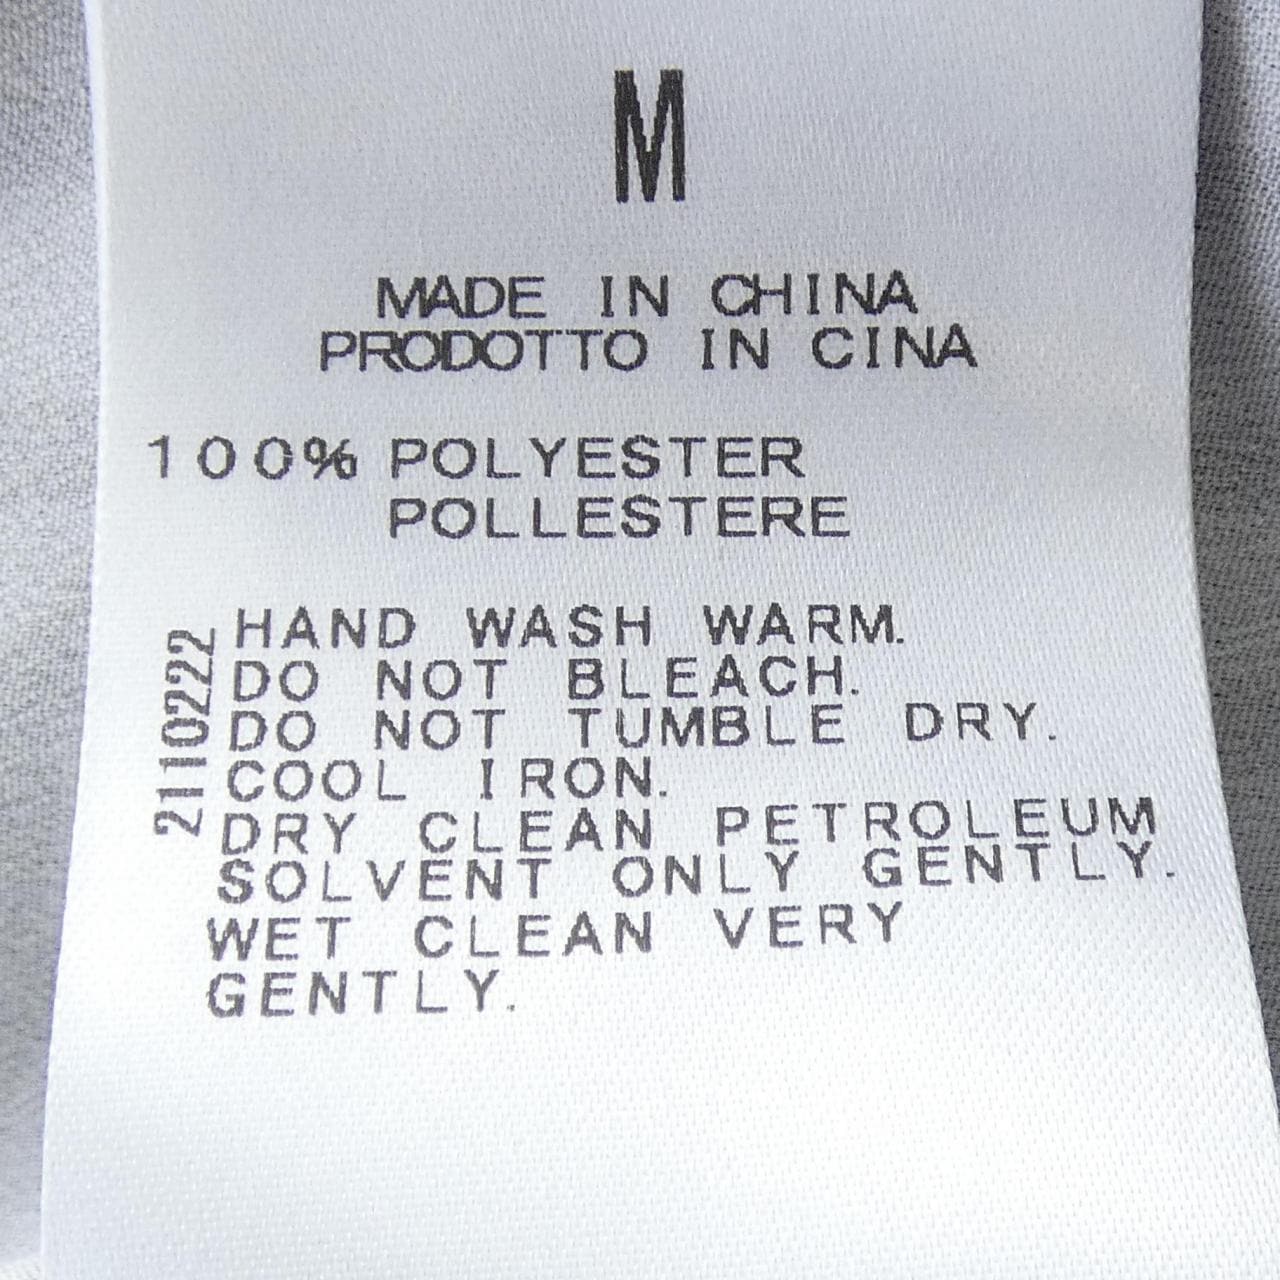 M
MADE IN CHINA
PRODOTTO IN CINA
100% POLYESTER
POLLESTERE
2110222
HAND WASH WARM.
DO NOT BLEACH.
DO NOT TUMBLE DRY.
COOL IRON.
DRY CLEAN PETROLEUM
SOLVENT ONLY GENTLY.
WET CLEAN VERY
GENTLY.